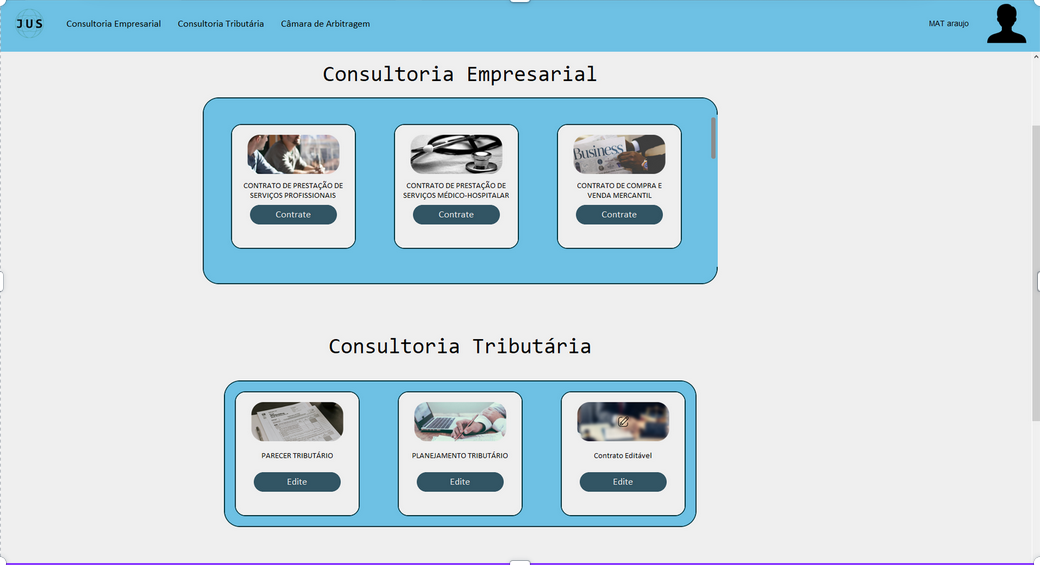 JUS
Consultoria Empresarial
Consultoria Tributária
Câmara de Arbitragem
MAT araujo
Consultoria Empresarial
Business
CONTRATO DE PRESTAÇÃO DE
SERVIÇOS PROFISSIONAIS
Contrate
CONTRATO DE PRESTAÇÃO DE
SERVIÇOS MÉDICO-HOSPITALAR
Contrate
CONTRATO DE COMPRA E
VENDA MERCANTIL
Contrate
Consultoria Tributária
PARECER TRIBUTÁRIO
Edite
PLANEJAMENTO TRIBUTÁRIO
Edite
Contrato Editável
Edite